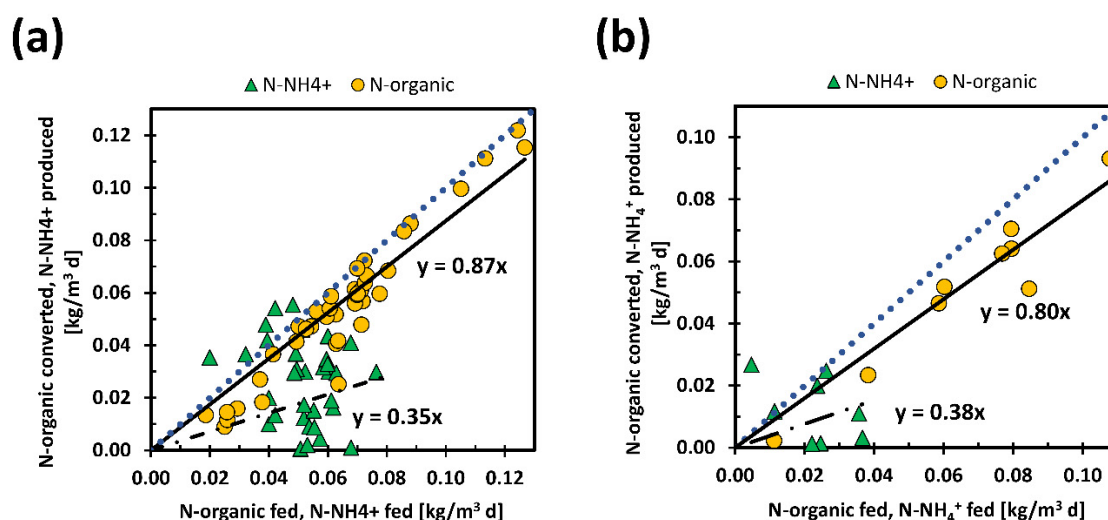 (a)
N-NH4+ N-organic
N-organic converted, N-NH4+ produced
[kg/m³ d]
0.12
0.10
0.08
0.06
0.04
0.02
0.00
y = 0.87x
y = 0.35x
0.00 0.02 0.04 0.06 0.08 0.10 0.12
N-organic fed, N-NH4+ fed [kg/m³ d]
(b)
N-NH4+ N-organic
N-organic converted, N-NH₄⁺ produced
[kg/m³ d]
0.10
0.08
0.06
0.04
0.02
0.00
y = 0.80x
y = 0.38x
0.00 0.02 0.04 0.06 0.08 0.10
N-organic fed, N-NH₄⁺ fed [kg/m³ d]